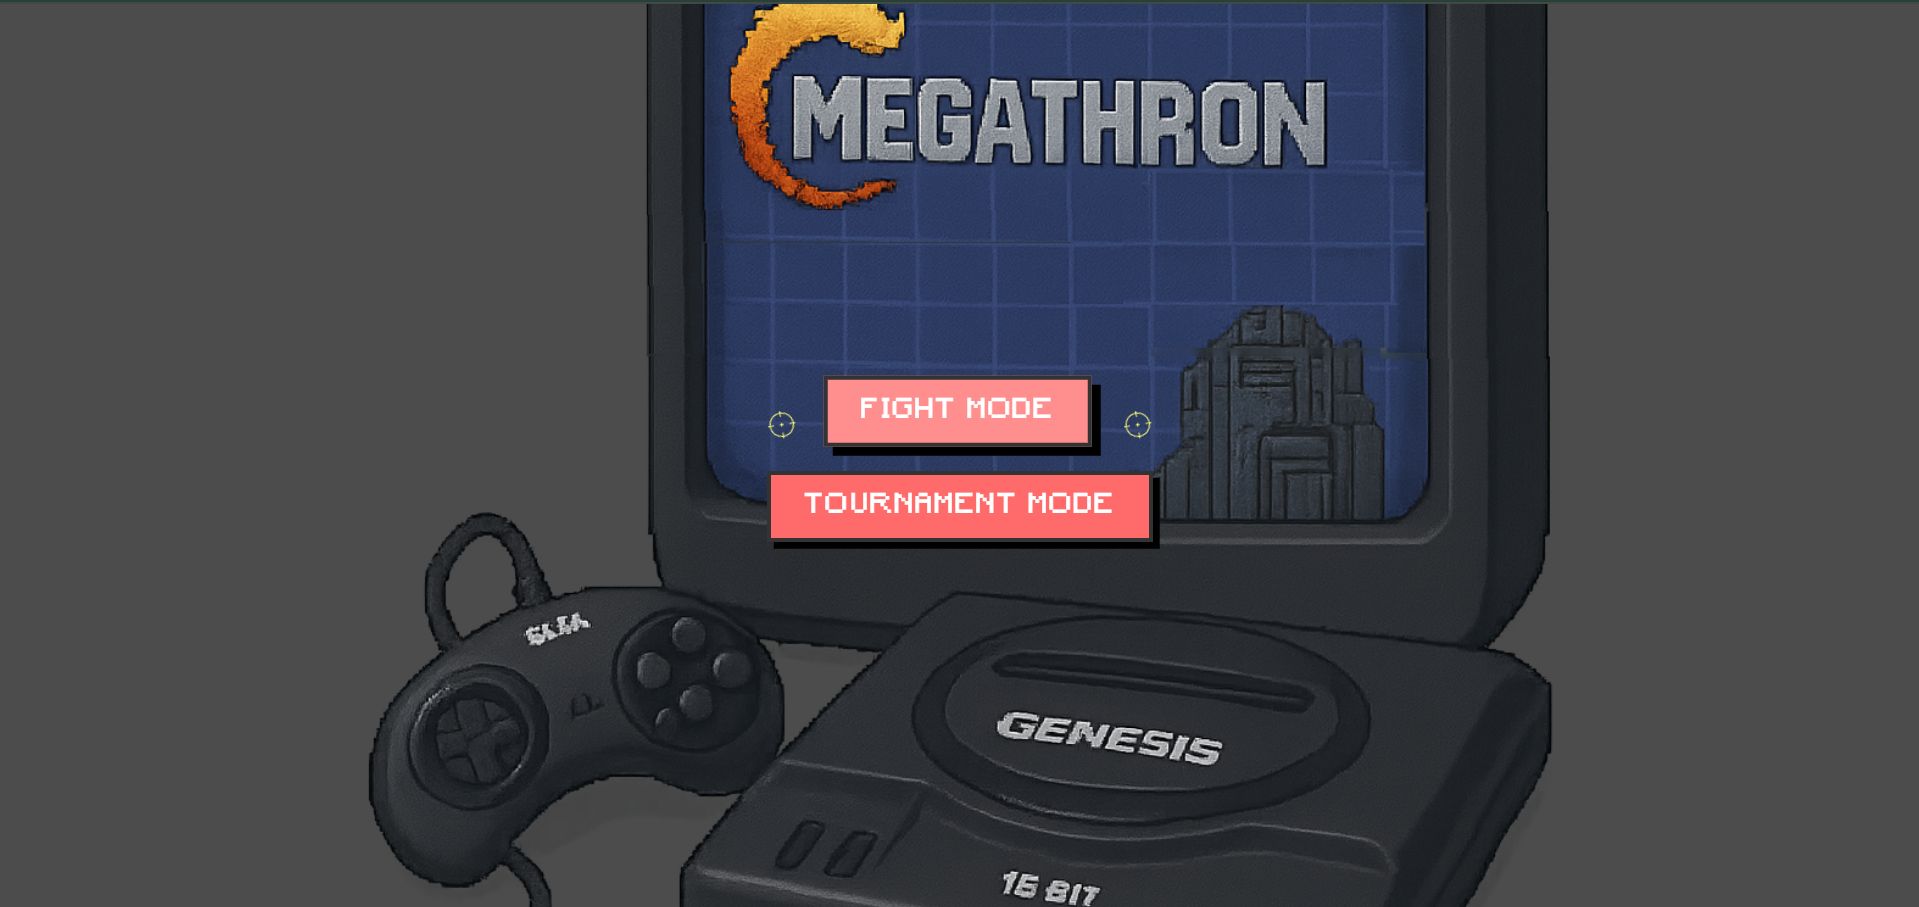 MEGATHRON
FIGHT MODE
TOURNAMENT MODE
GENESIS
16 BIT